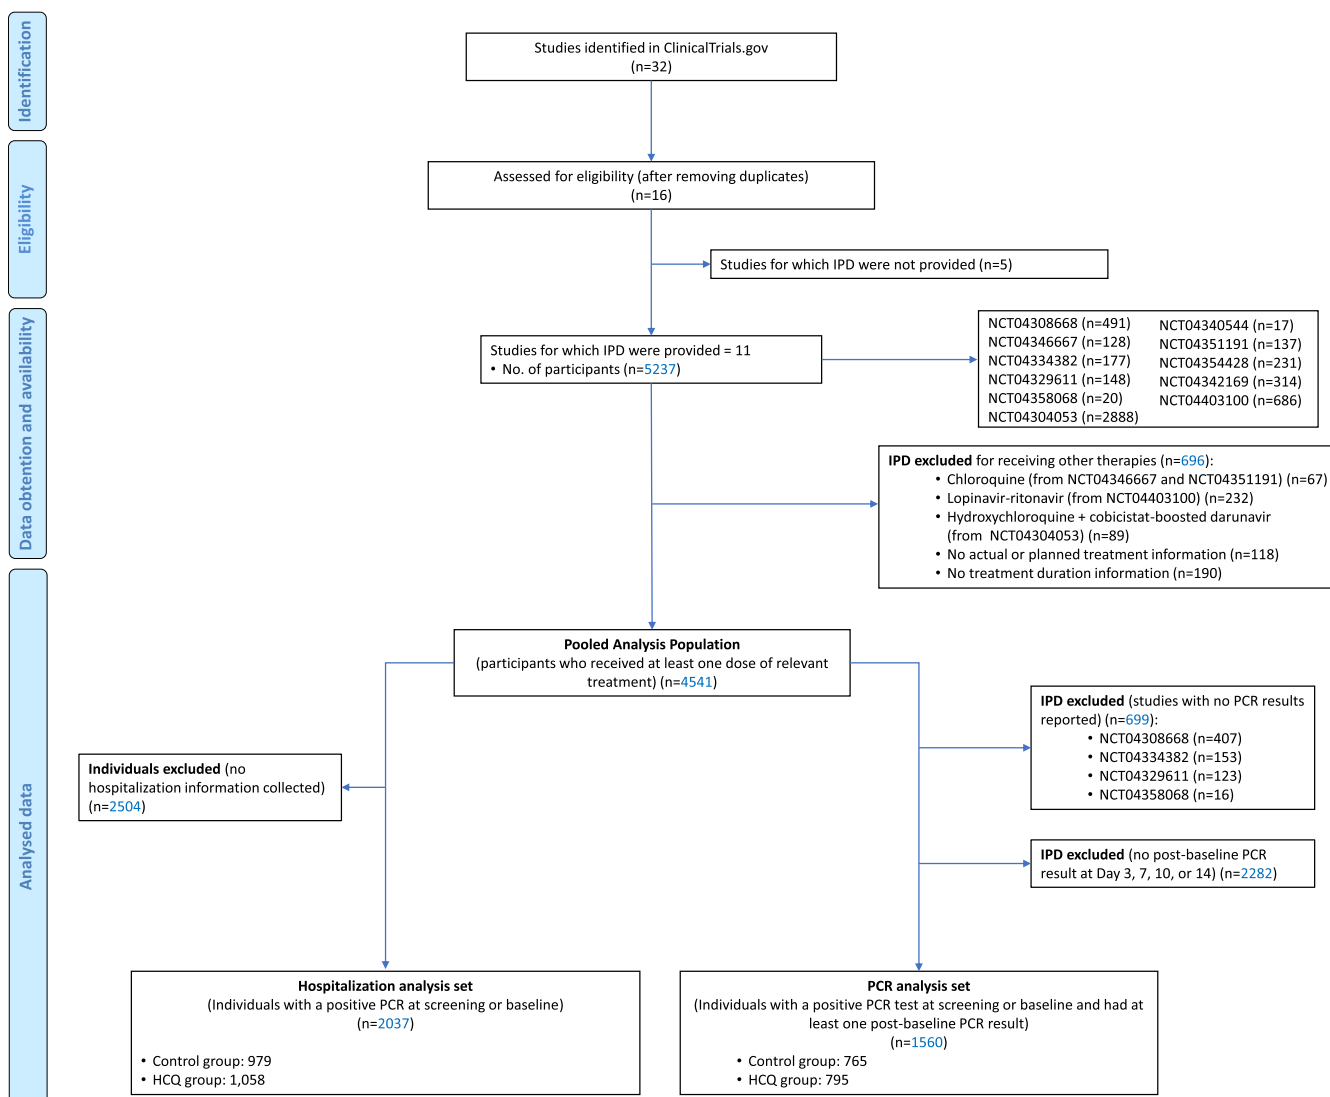 Identification
Studies identified in ClinicalTrials.gov
(n=32)
Eligibility
Assessed for eligibility (after removing duplicates)
(n=16)
Studies for which IPD were not provided (n=5)
Data obtention and availability
Studies for which IPD were provided = 11
• No. of participants (n=5237)
NCT04308668 (n=491)
NCT04346667 (n=128)
NCT04334382 (n=177)
NCT04329611 (n=148)
NCT04358068 (n=20)
NCT04304053 (n=2888)
NCT04340544 (n=17)
NCT04351191 (n=137)
NCT04354428 (n=231)
NCT04342169 (n=314)
NCT04403100 (n=686)
IPD excluded for receiving other therapies (n=696):
• Chloroquine (from NCT04346667 and NCT04351191) (n=67)
• Lopinavir-ritonavir (from NCT04403100) (n=232)
• Hydroxychloroquine + cobicistat-boosted darunavir
(from NCT04304053) (n=89)
• No actual or planned treatment information (n=118)
• No treatment duration information (n=190)
Analysed data
Pooled Analysis Population
(participants who received at least one dose of relevant
treatment) (n=4541)
Individuals excluded (no
hospitalization information collected)
(n=2504)
IPD excluded (studies with no PCR results
reported) (n=699):
• NCT04308668 (n=407)
• NCT04334382 (n=153)
• NCT04329611 (n=123)
• NCT04358068 (n=16)
IPD excluded (no post-baseline PCR
result at Day 3, 7, 10, or 14) (n=2282)
Hospitalization analysis set
(Individuals with a positive PCR at screening or baseline)
(n=2037)
• Control group: 979
• HCQ group: 1,058
PCR analysis set
(Individuals with a positive PCR test at screening or baseline and had at
least one post-baseline PCR result)
(n=1560)
• Control group: 765
• HCQ group: 795